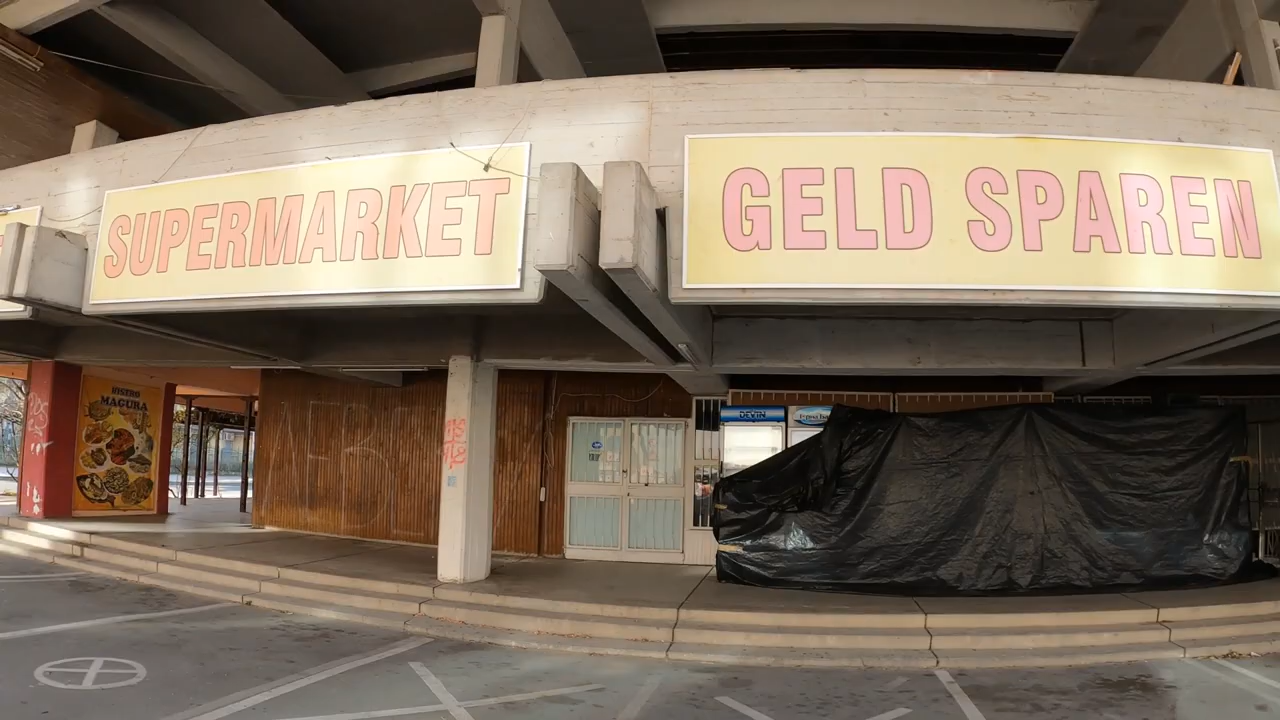 SUPERMARKET
GELD SPAREN
BISTRO
MAGURA
DEVIN